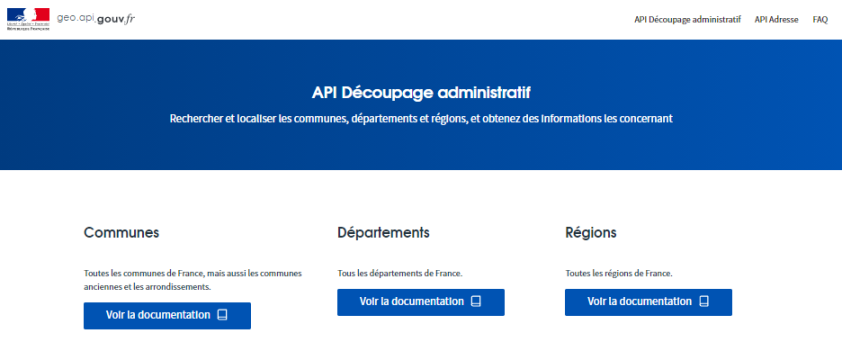 geo.api.gouv.fr
API Découpage administratif API Adresse FAQ
API Découpage administratif
Rechercher et localiser les communes, départements et régions, et obtenez des informations les concernant
Communes
Toutes les communes de France, mais aussi les communes
anciennes et les arrondissements.
Voir la documentation
Départements
Tous les départements de France.
Voir la documentation
Régions
Toutes les régions de France.
Voir la documentation